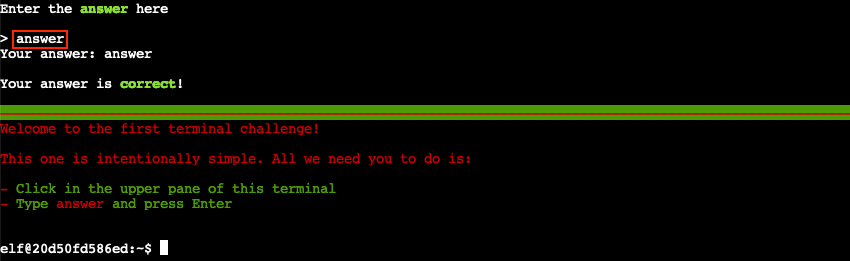 Enter the answer here
> answer
Your answer: answer
Your answer is correct!
Welcome to the first terminal challenge!
This one is intentionally simple. All we need you to do is:
- Click in the upper pane of this terminal
- Type answer and press Enter
elf@20d50fd586ed:~$